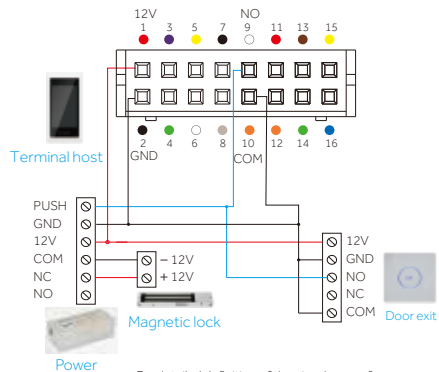 12V NO
1 3 5 7 9 11 13 15
2 4 6 8 10 12 14 16
GND COM
Terminal host
PUSH
GND
12V
COM
NC
NO
− 12V
+ 12V
Magnetic lock
Power
12V
GND
NO
NC
COM
Door exit